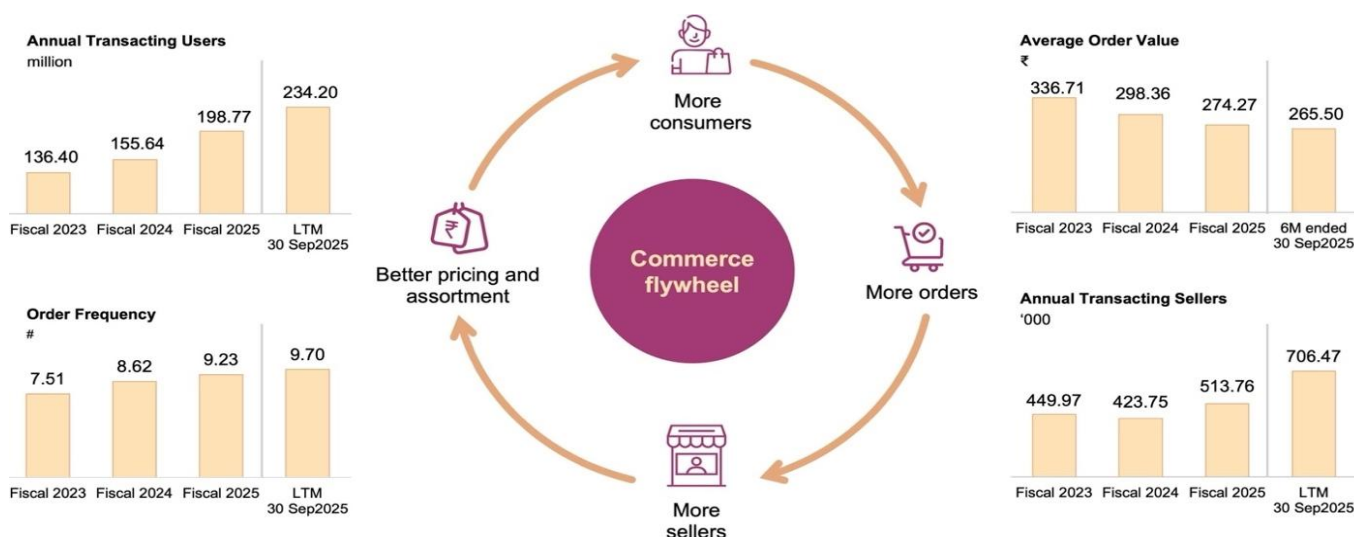 Annual Transacting Users
million
136.40
155.64
198.77
234.20
Fiscal 2023
Fiscal 2024
Fiscal 2025
LTM
30 Sep2025
Order Frequency
#
7.51
8.62
9.23
9.70
Fiscal 2023
Fiscal 2024
Fiscal 2025
LTM
30 Sep2025
More
consumers
More orders
More
sellers
₹
Better pricing and
assortment
Commerce
flywheel
Average Order Value
₹
336.71
298.36
274.27
265.50
Fiscal 2023
Fiscal 2024
Fiscal 2025
6M ended
30 Sep2025
Annual Transacting Sellers
'000
449.97
423.75
513.76
706.47
Fiscal 2023
Fiscal 2024
Fiscal 2025
LTM
30 Sep2025